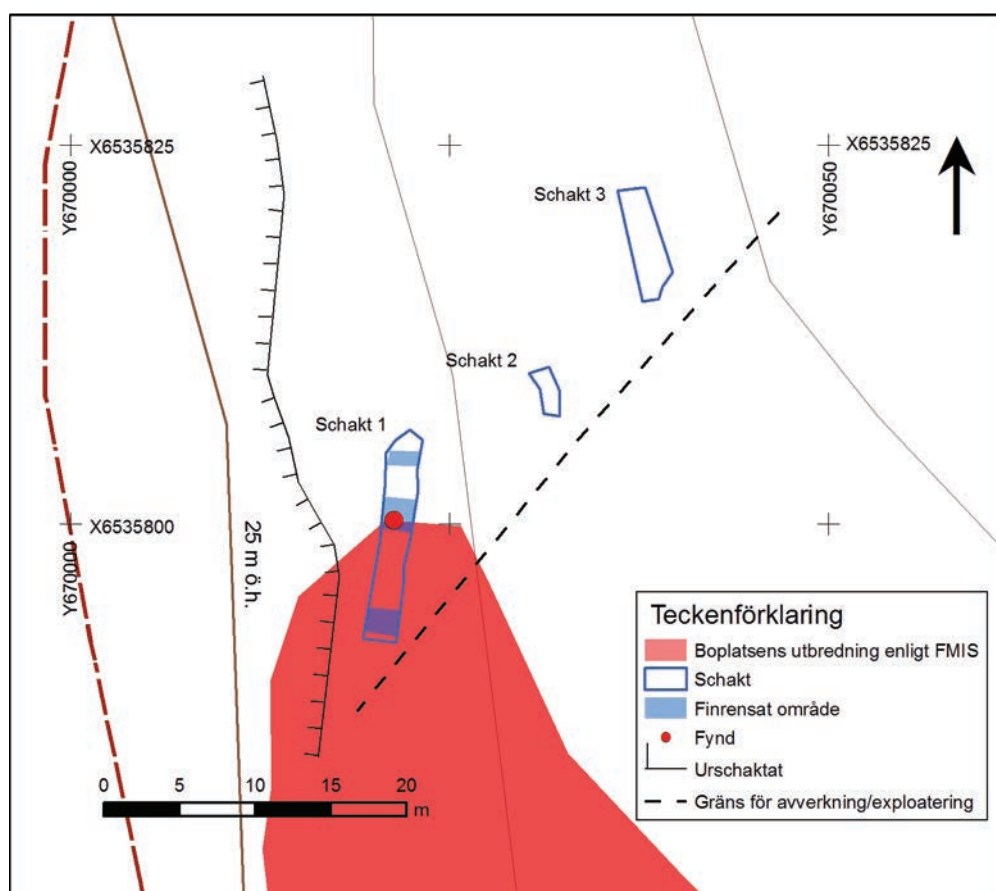 X6535825
X6535825
Y670000
Y670050
Schakt 3
Schakt 2
Schakt 1
X6535800
Y670000
25 m ö.h.
Teckenförklaring
Boplatsens utbredning enligt FMIS
Schakt
Finrensat område
Fynd
Urschaktat
Gräns för avverkning/exploatering
0 5 10 15 20
m